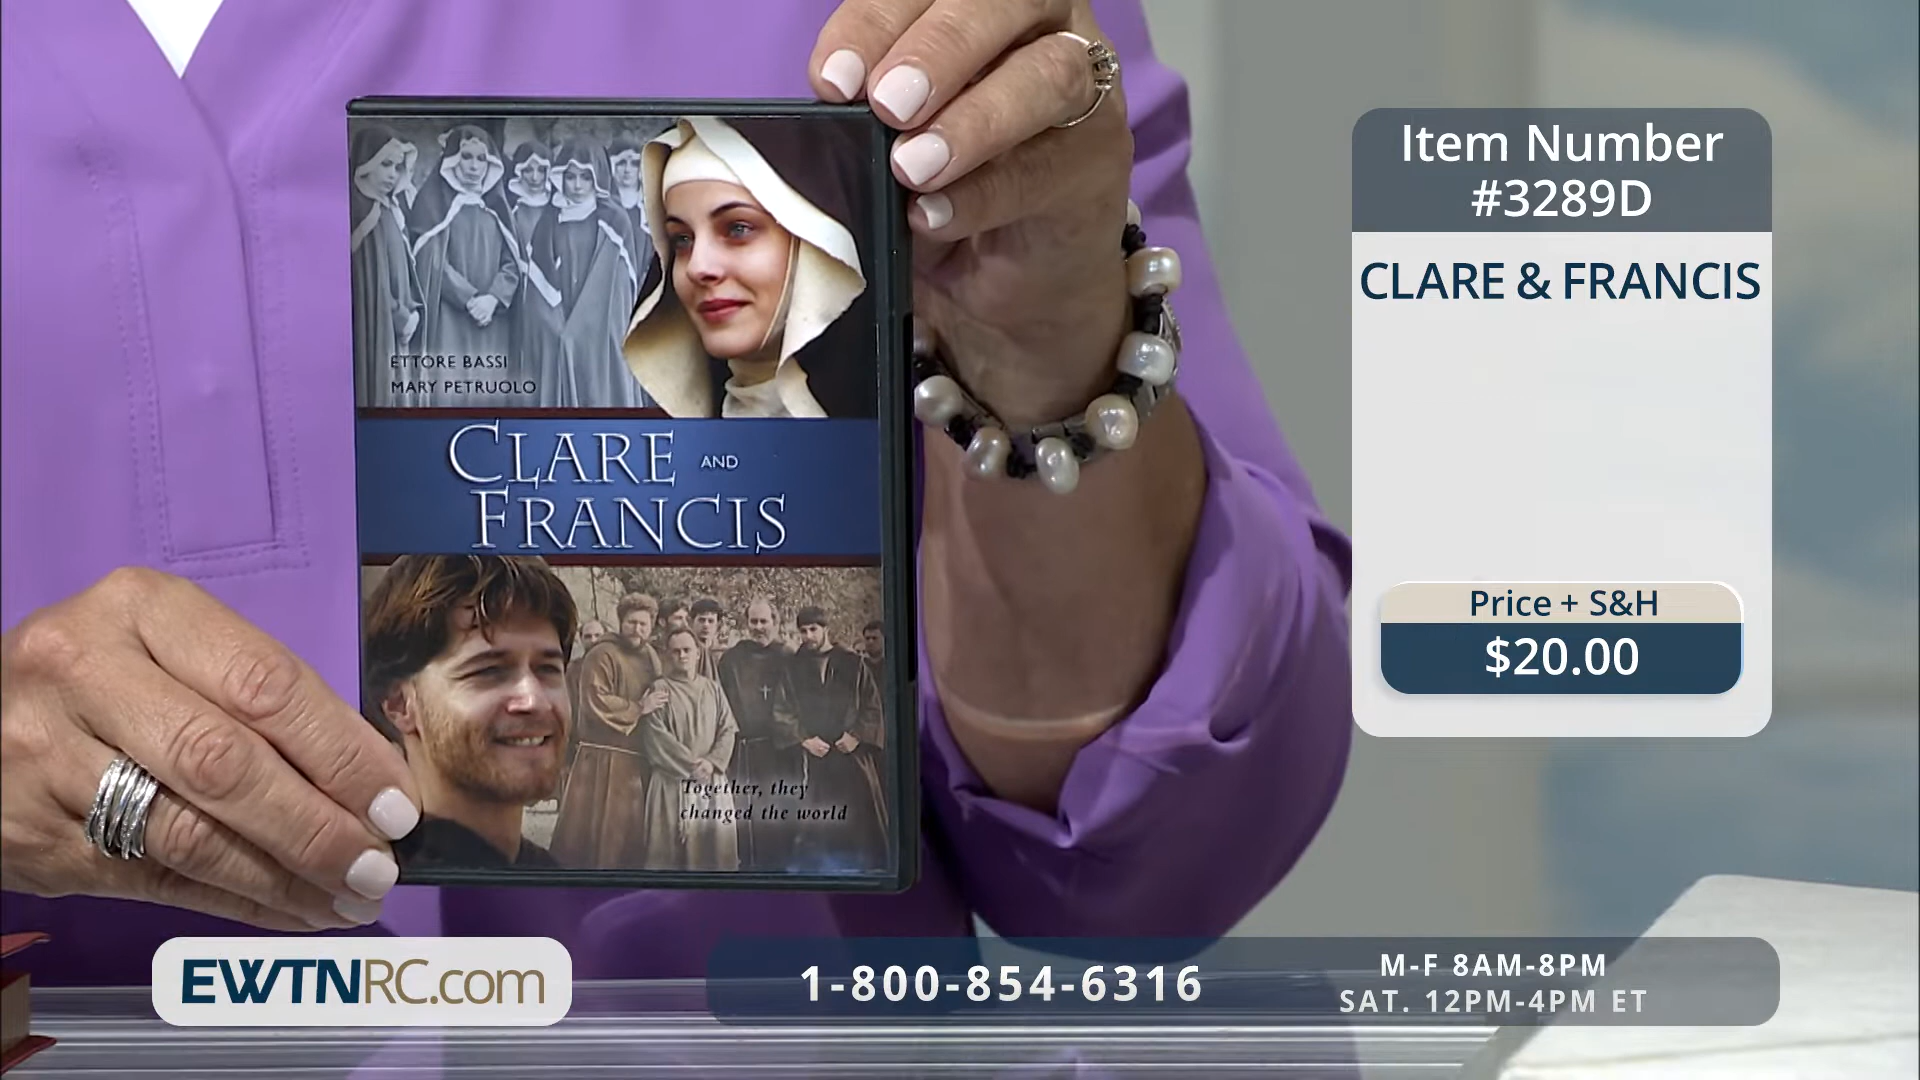 ETTORE BASSI
MARY PETRUOLO
CLARE AND
FRANCIS
Together, they
changed the world
Item Number
#3289D
CLARE & FRANCIS
Price + S&H
$20.00
EWTNRC.com
1-800-854-6316
M-F 8AM-8PM
SAT. 12PM-4PM ET